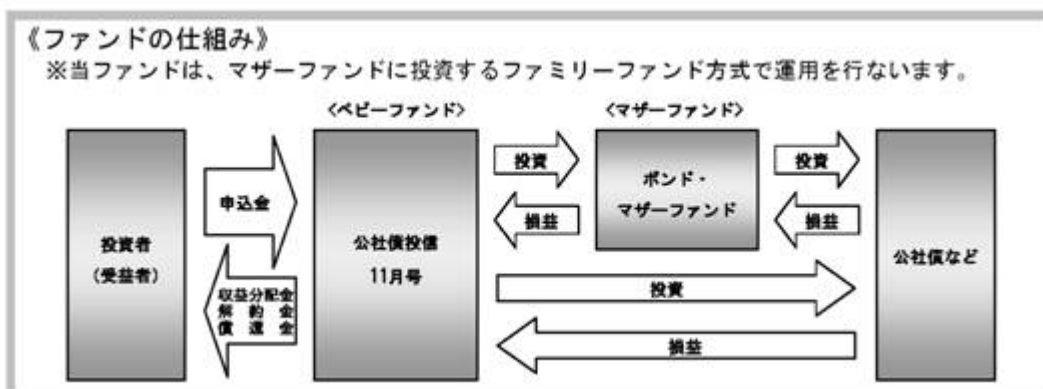 《ファンドの仕組み》
※当ファンドは、マザーファンドに投資するファミリーファンド方式で運用を行ないます。
〈ベビーファンド〉
〈マザーファンド〉
投資者
(受益者)
申込金
収益分配金
解約金
償還金
公社債投信
11月号
投資
損益
ボンド・
マザーファンド
投資
損益
投資
損益
公社債など